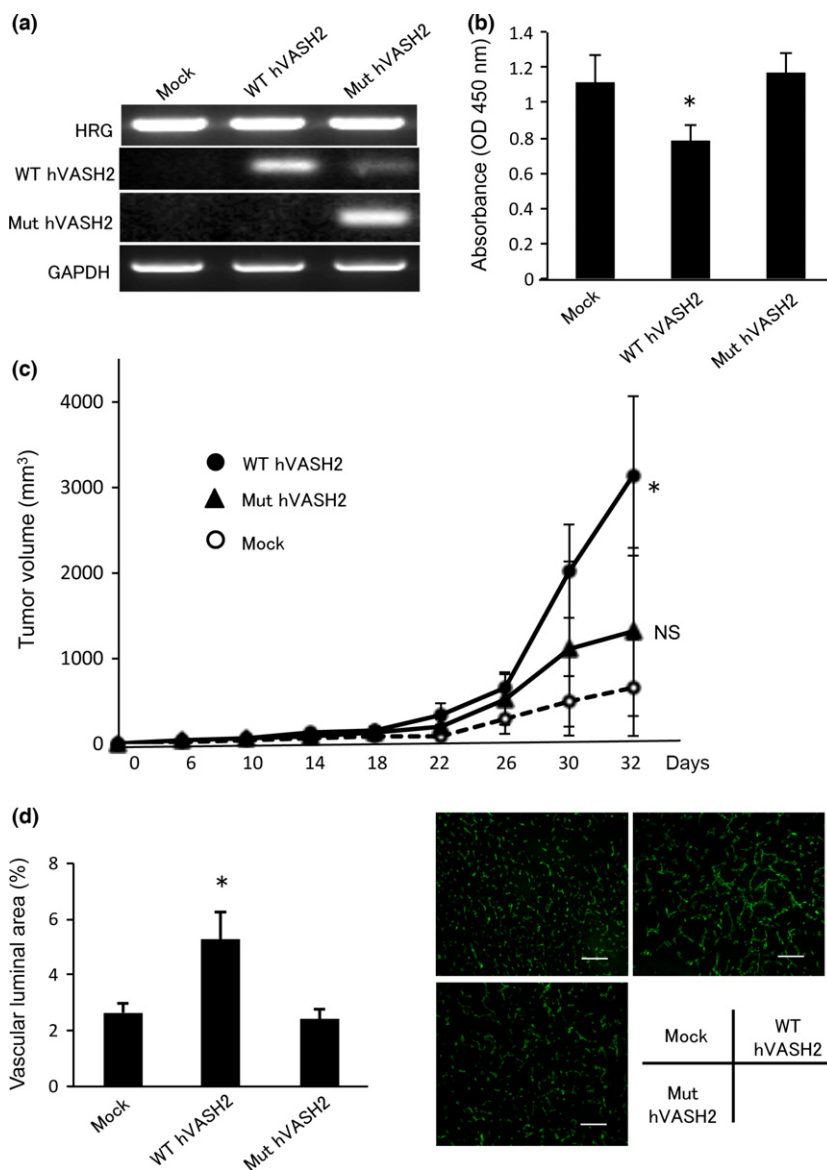 (a)
Mock
WT hVASH2
Mut hVASH2
HRG
WT hVASH2
Mut hVASH2
GAPDH
(b)
Absorbance (OD 450 nm)
1.4
1.2
1
0.8
0.6
0.4
0.2
0
*
Mock
WT hVASH2
Mut hVASH2
(c)
Tumor volume (mm³)
4000
3000
2000
1000
0
WT hVASH2
Mut hVASH2
Mock
*
NS
0 6 10 14 18 22 26 30 32 Days
(d)
Vascular luminal area (%)
8
6
4
2
0
*
Mock
WT hVASH2
Mut hVASH2
Mock
WT
hVASH2
Mut
hVASH2